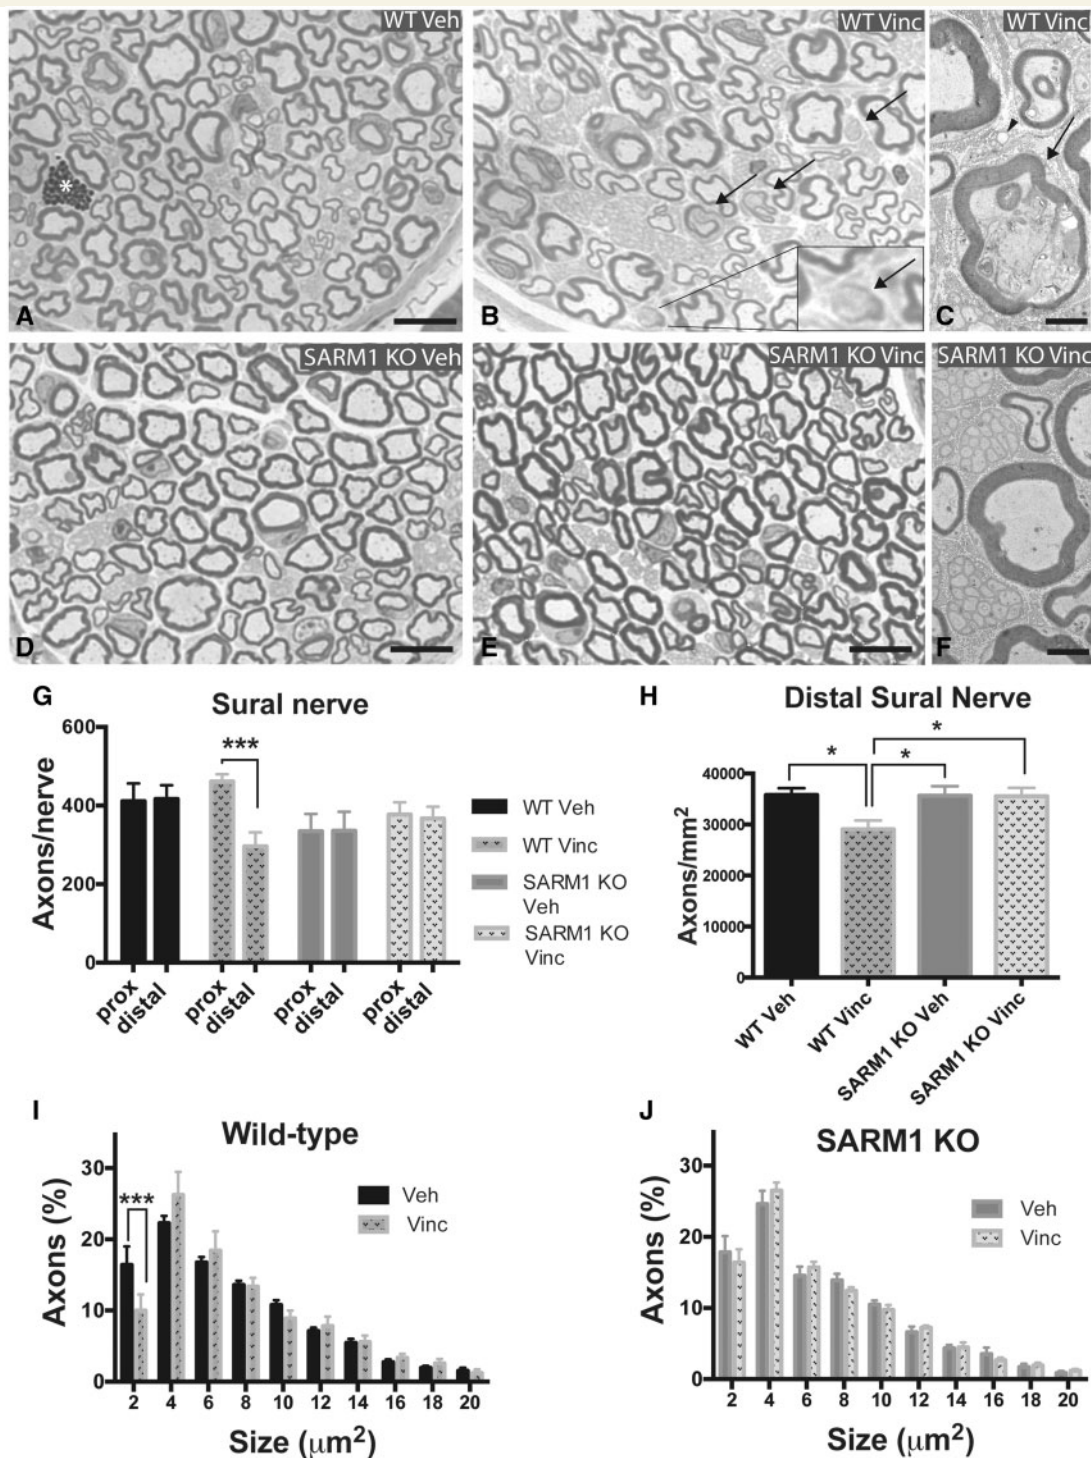 WT Veh
A
*
WT Vinc
B
WT Vinc
C
SARM1 KO Veh
D
SARM1 KO Vinc
E
SARM1 KO Vinc
F
G
Sural nerve
***
Axons/nerve
600
400
200
0
prox
distal
prox
distal
prox
distal
prox
distal
WT Veh
WT Vinc
SARM1 KO
Veh
SARM1 KO
Vinc
H
Distal Sural Nerve
*
*
*
Axons/mm²
40000
30000
20000
10000
0
WT Veh
WT Vinc
SARM1 KO Veh
SARM1 KO Vinc
I
Wild-type
***
Veh
Vinc
Axons (%)
30
20
10
0
2 4 6 8 10 12 14 16 18 20
Size (μm²)
J
SARM1 KO
Veh
Vinc
Axons (%)
30
20
10
0
2 4 6 8 10 12 14 16 18 20
Size (μm²)